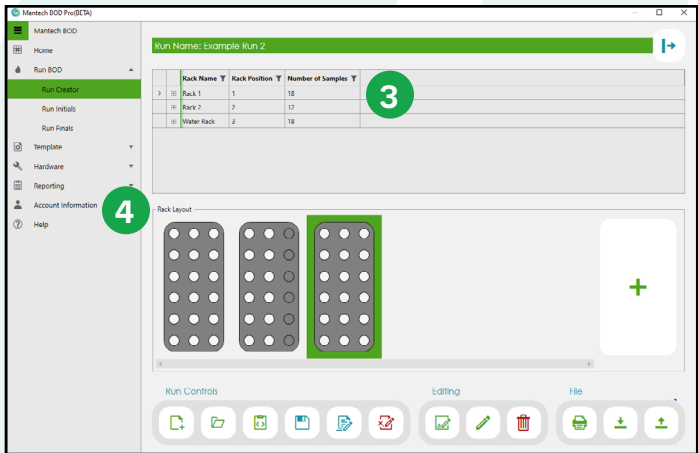 Mantech BOD Pro(BETA)
Mantech BOD
Home
Run BOD
Run Creator
Run Initials
Run Finals
Template
Hardware
Reporting
Account Information
Help
Run Name: Example Run 2
Rack Name Rack Position Number of Samples
Rack 1 1 18
Rack 2 2 12
Water Rack 3 18
3
4
Rack Layout
Run Controls Editing File